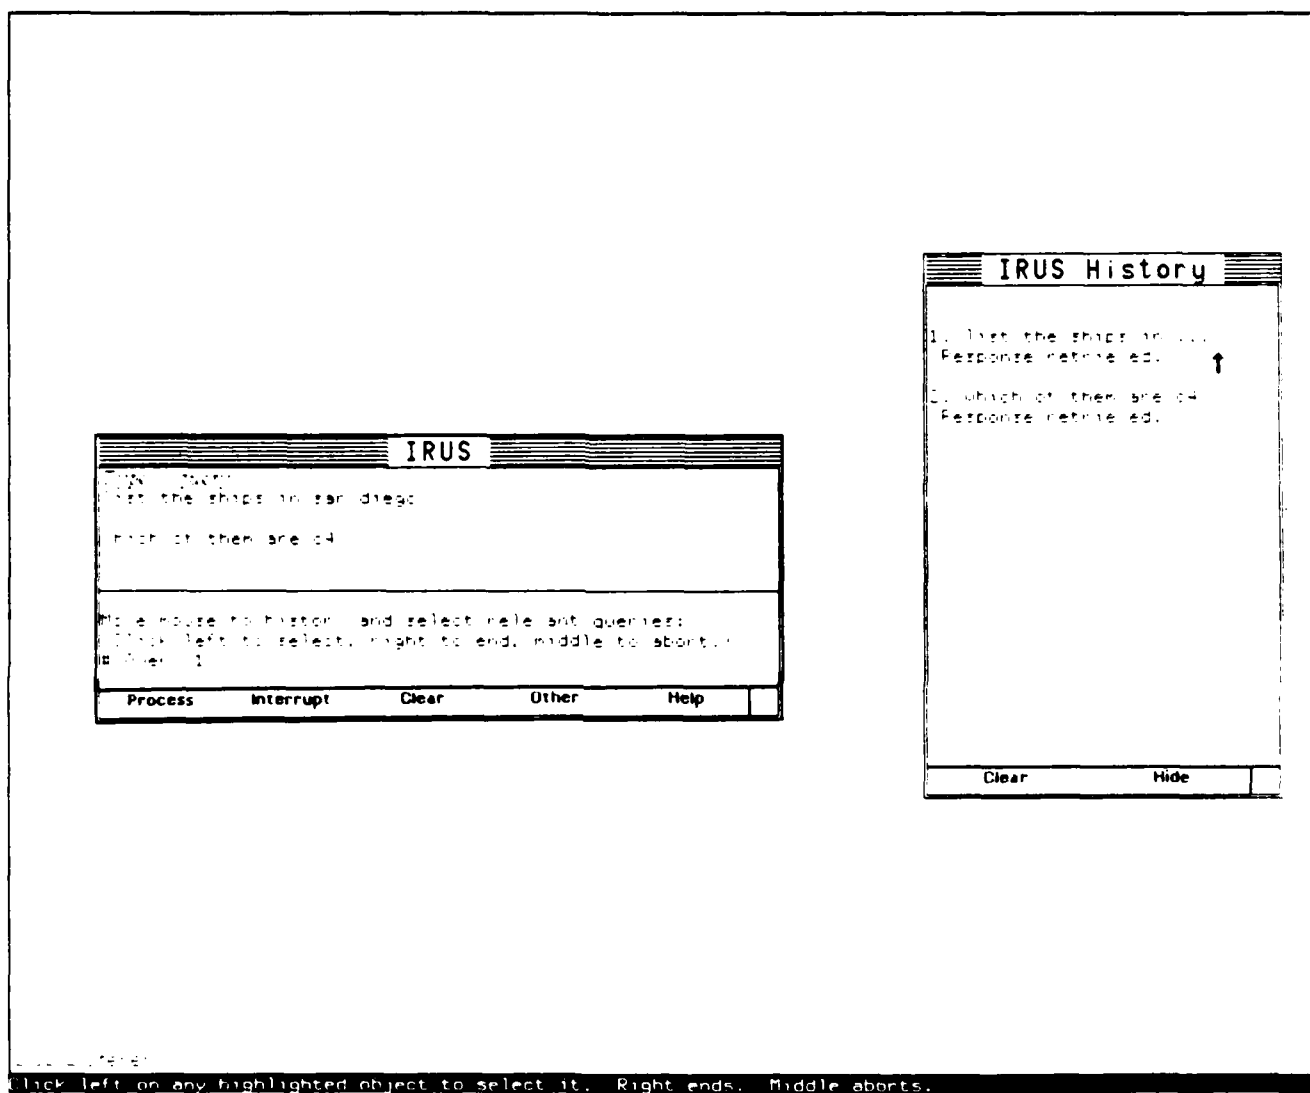 IRUS History
1. list the ships in ...
Response retrieved.
2. which of them are c4
Response retrieved.
IRUS
list the ships in san diego
which of them are c4
Move mouse to history and select relevant queries:
(Click left to select, right to end, middle to abort.)
# 1
Process Interrupt Clear Other Help
Clear Hide
Click left on any highlighted object to select it. Right ends. Middle aborts.